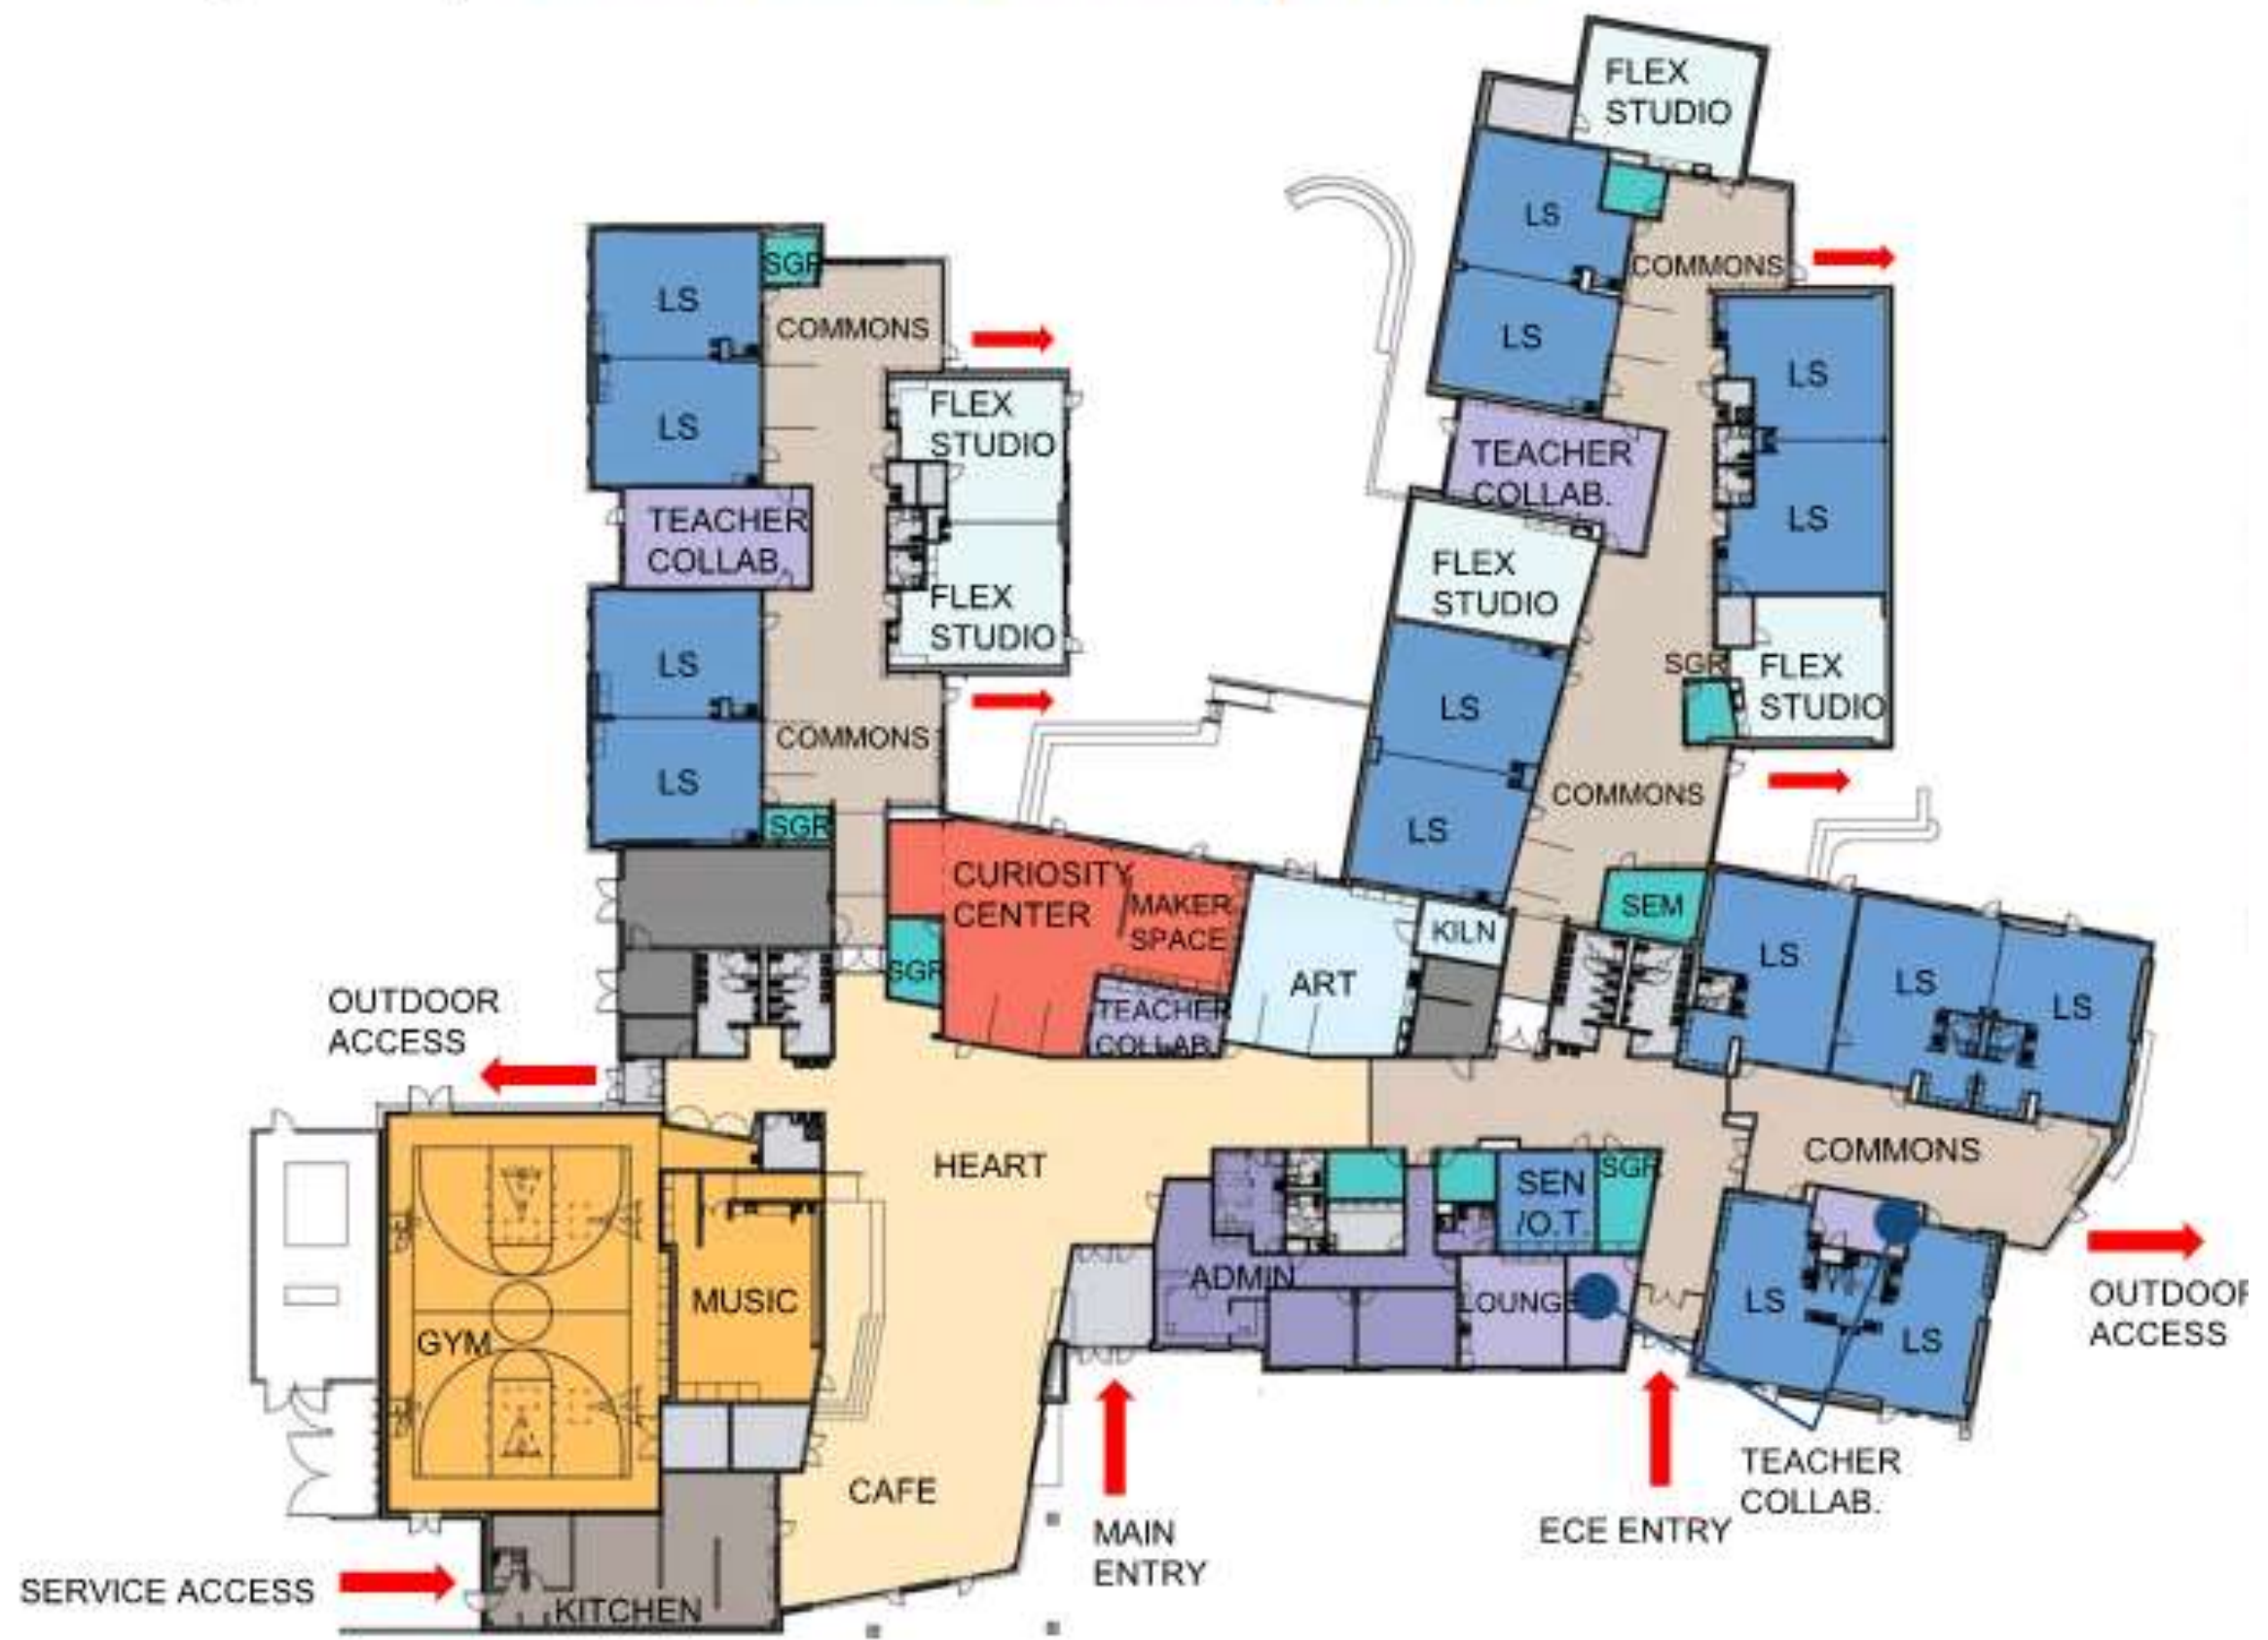 FLEX
STUDIO
LS
COMMONS
LS
LS
TEACHER
COLLAB.
LS
FLEX
STUDIO
SGR
FLEX
STUDIO
LS
COMMONS
LS
SEM
KILN
LS
LS
LS
SGR
LS
COMMONS
LS
FLEX
STUDIO
TEACHER
COLLAB.
FLEX
STUDIO
LS
COMMONS
LS
SGR
CURIOSITY
CENTER
MAKER
SPACE
SGR
TEACHER
COLLAB.
ART
OUTDOOR
ACCESS
HEART
COMMONS
SEN
/O.T.
SGR
ADMIN
LOUNGE
LS
LS
OUTDOOR
ACCESS
MUSIC
GYM
CAFE
TEACHER
COLLAB.
MAIN
ENTRY
ECE ENTRY
SERVICE ACCESS
KITCHEN